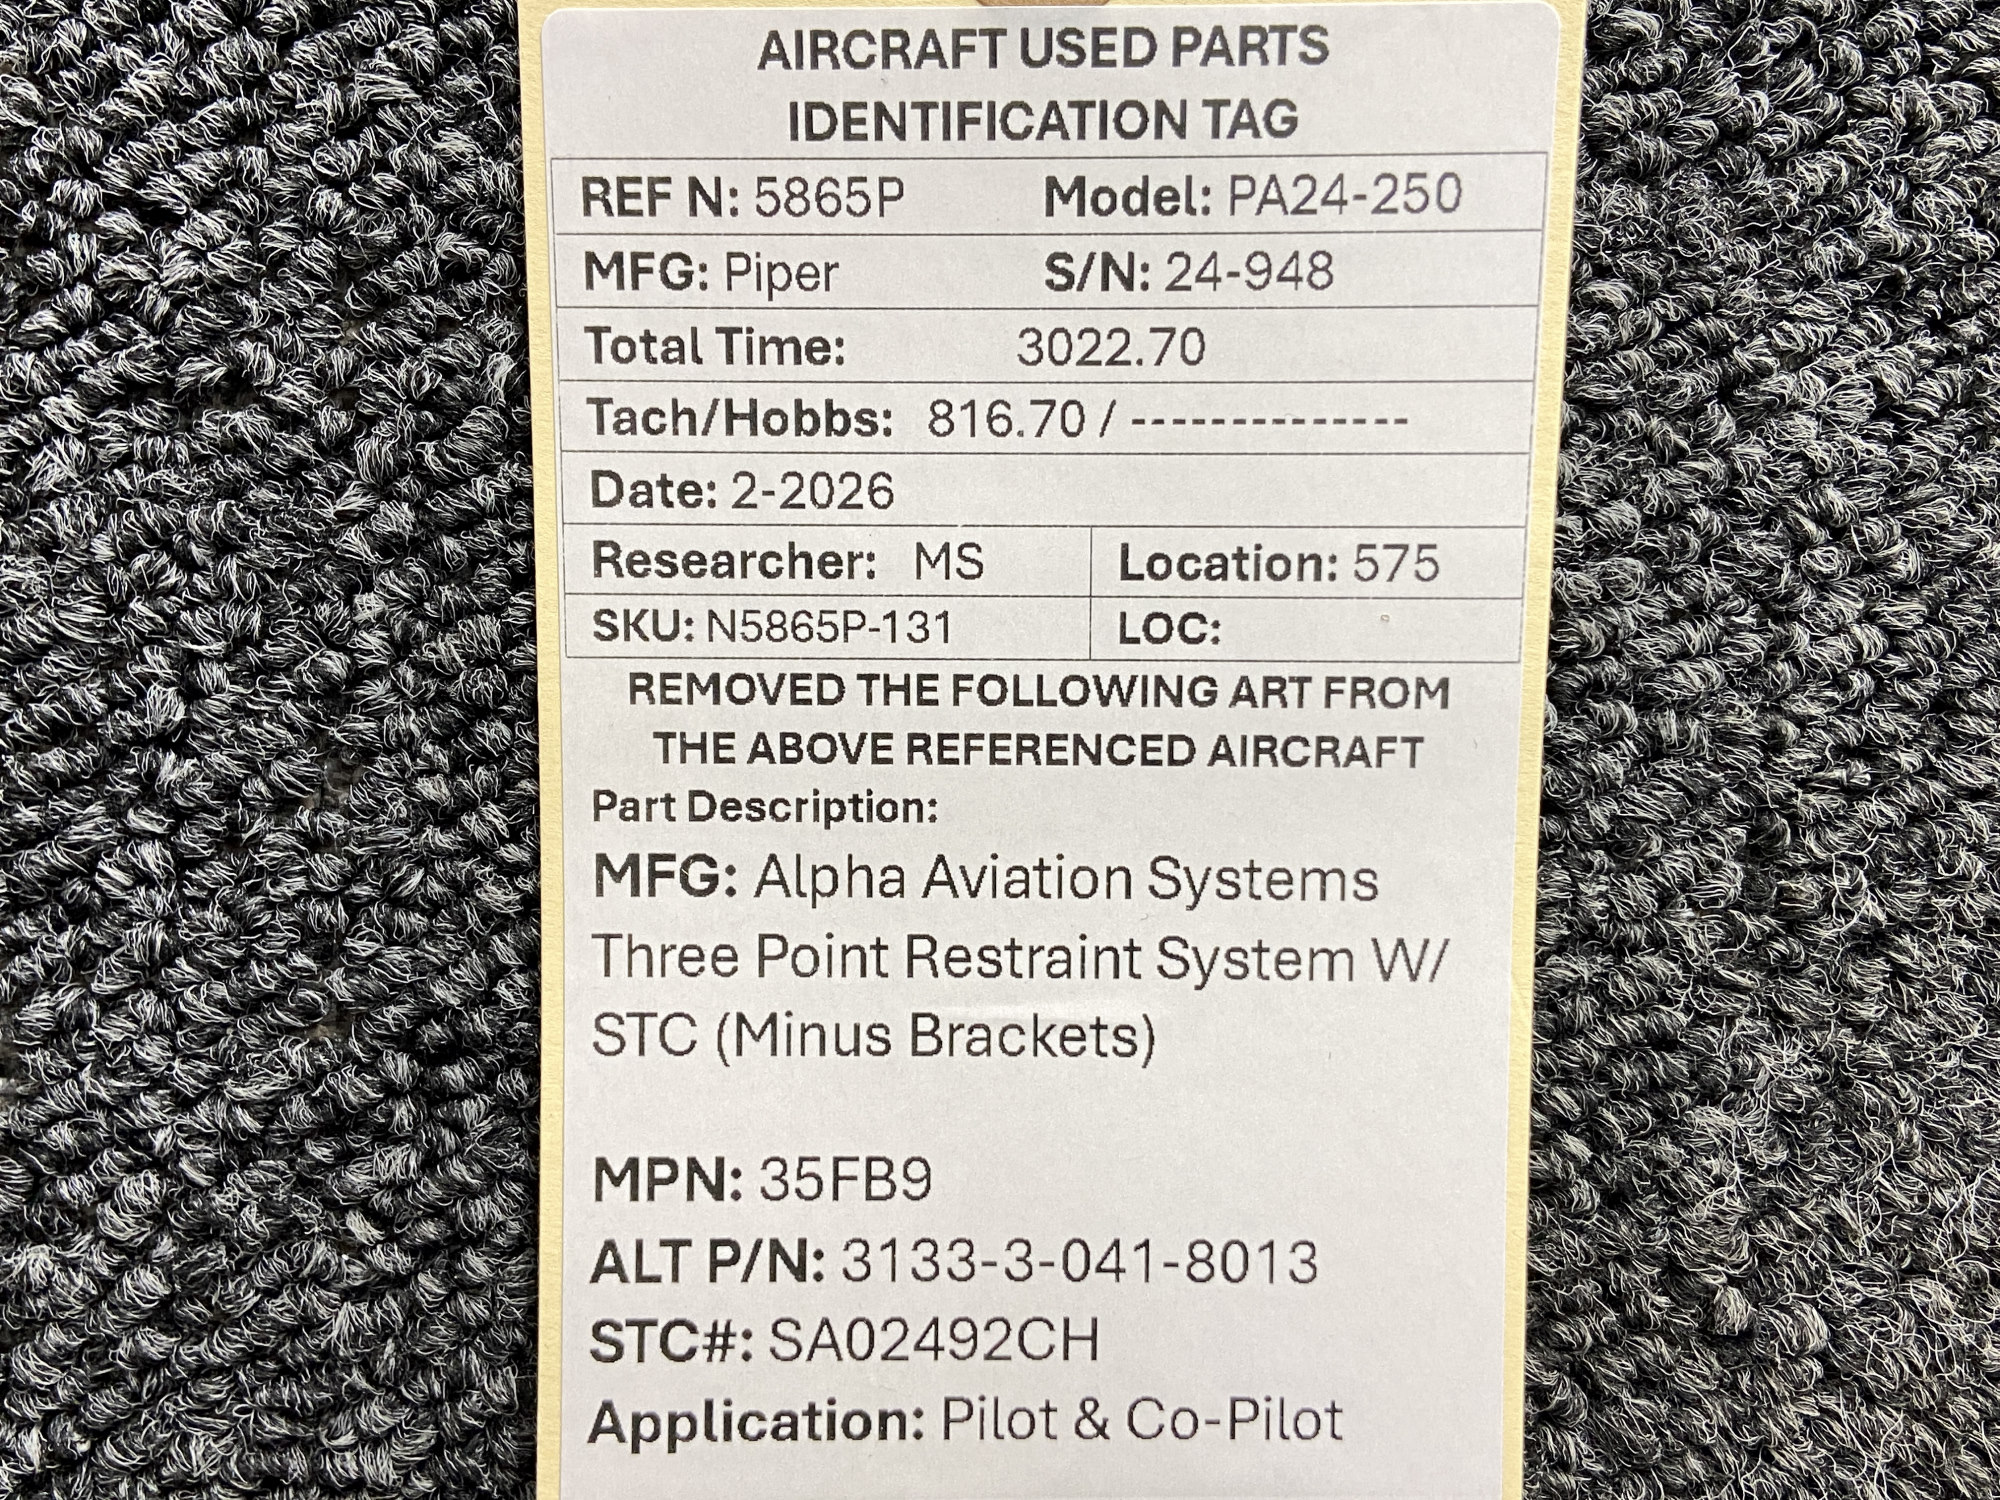 AIRCRAFT USED PARTS
IDENTIFICATION TAG
REF N: 5865P Model: PA24-250
MFG: Piper S/N: 24-948
Total Time: 3022.70
Tach/Hobbs: 816.70 / --------------
Date: 2-2026
Researcher: MS Location: 575
SKU: N5865P-131 LOC:
REMOVED THE FOLLOWING ART FROM
THE ABOVE REFERENCED AIRCRAFT
Part Description:
MFG: Alpha Aviation Systems
Three Point Restraint System W/
STC (Minus Brackets)
MPN: 35FB9
ALT P/N: 3133-3-041-8013
STC#: SA02492CH
Application: Pilot & Co-Pilot